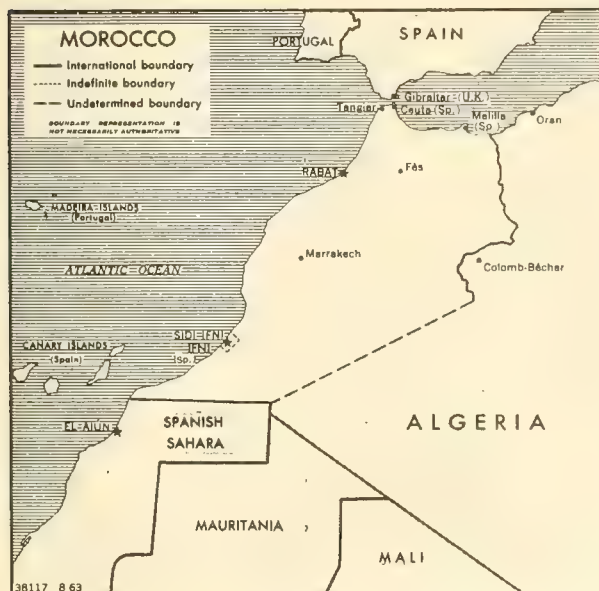 MOROCCO
International boundary
Indefinite boundary
Undetermined boundary
BOUNDARY REPRESENTATION IS
NOT NECESSARILY AUTHORITATIVE
PORTUGAL
SPAIN
Gibraltar (U.K.)
Tangier
Ceuta (Sp.)
Melilla
(Sp.)
Oran
RABAT
Fès
MADEIRA ISLANDS
(Portugal)
Marrakech
ATLANTIC OCEAN
Colomb-Béchar
SIDI IFNI
IFNI
(Sp.)
CANARY ISLANDS
(Spain)
EL AIÚN
SPANISH
SAHARA
ALGERIA
MAURITANIA
MALI
38117 8 63